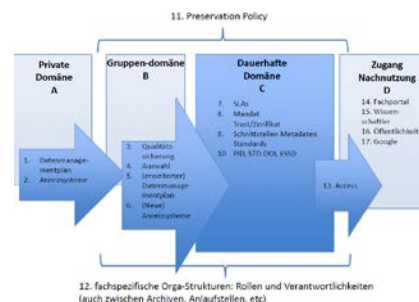 11. Preservation Policy
Private
Domäne
A
1. Datenmanage-
mentplan
2. Anreizsysteme
Gruppen-domäne
B
3. Qualitäts-
sicherung
4. Auswahl
5. (erweiterter)
Datenmanage-
mentplan
6. (Neue)
Anreizsysteme
Dauerhafte
Domäne
C
7. SLAs
8. Mandat
Trust/Zertifikat
9. Schnittstellen Metadaten
Standards
10. PID, STD-DOI, ESSD
Zugang
Nachnutzung
D
14. Fachportal
15. Wissen-
schaftler
16. Öffentlichkeit
17. Google
13. Access
12. fachspezifische Orga-Strukturen: Rollen und Verantwortlichkeiten
(auch zwischen Archiven, Anlaufstellen, etc)